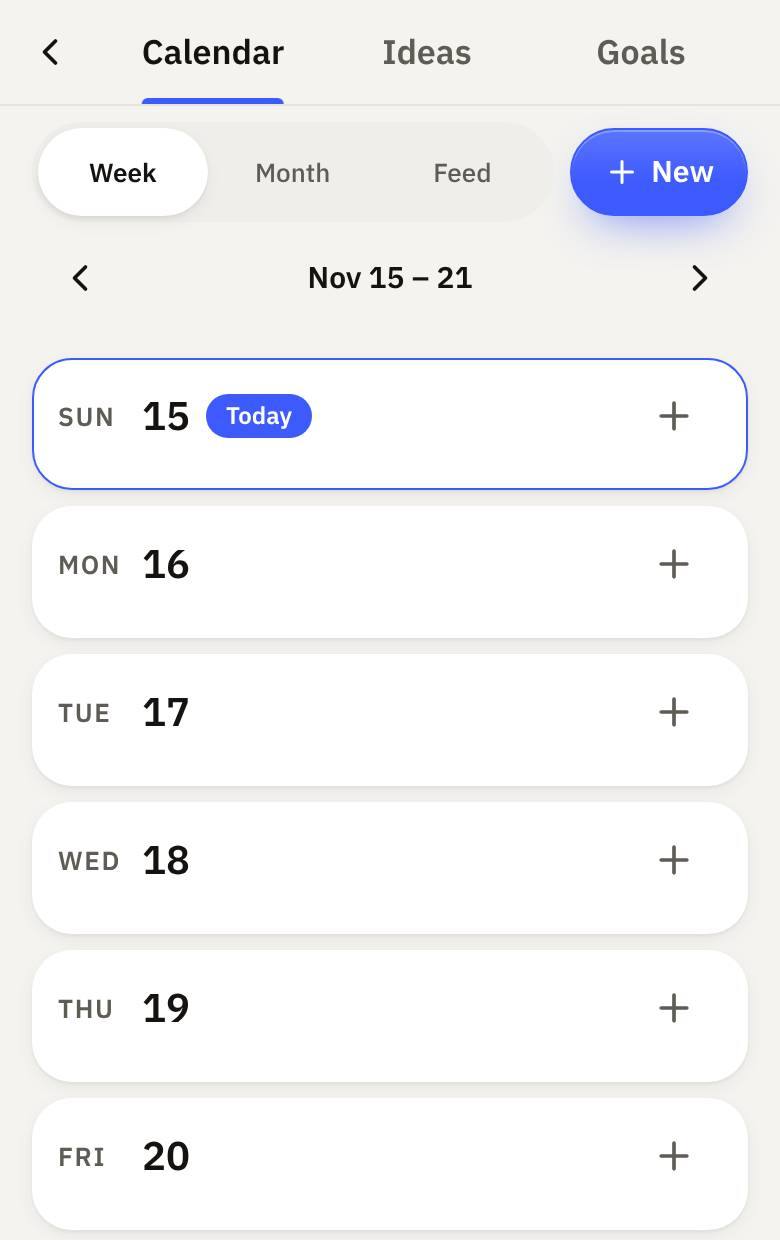 Calendar Ideas Goals
Week Month Feed + New
Nov 15 – 21
SUN 15 Today
MON 16
TUE 17
WED 18
THU 19
FRI 20